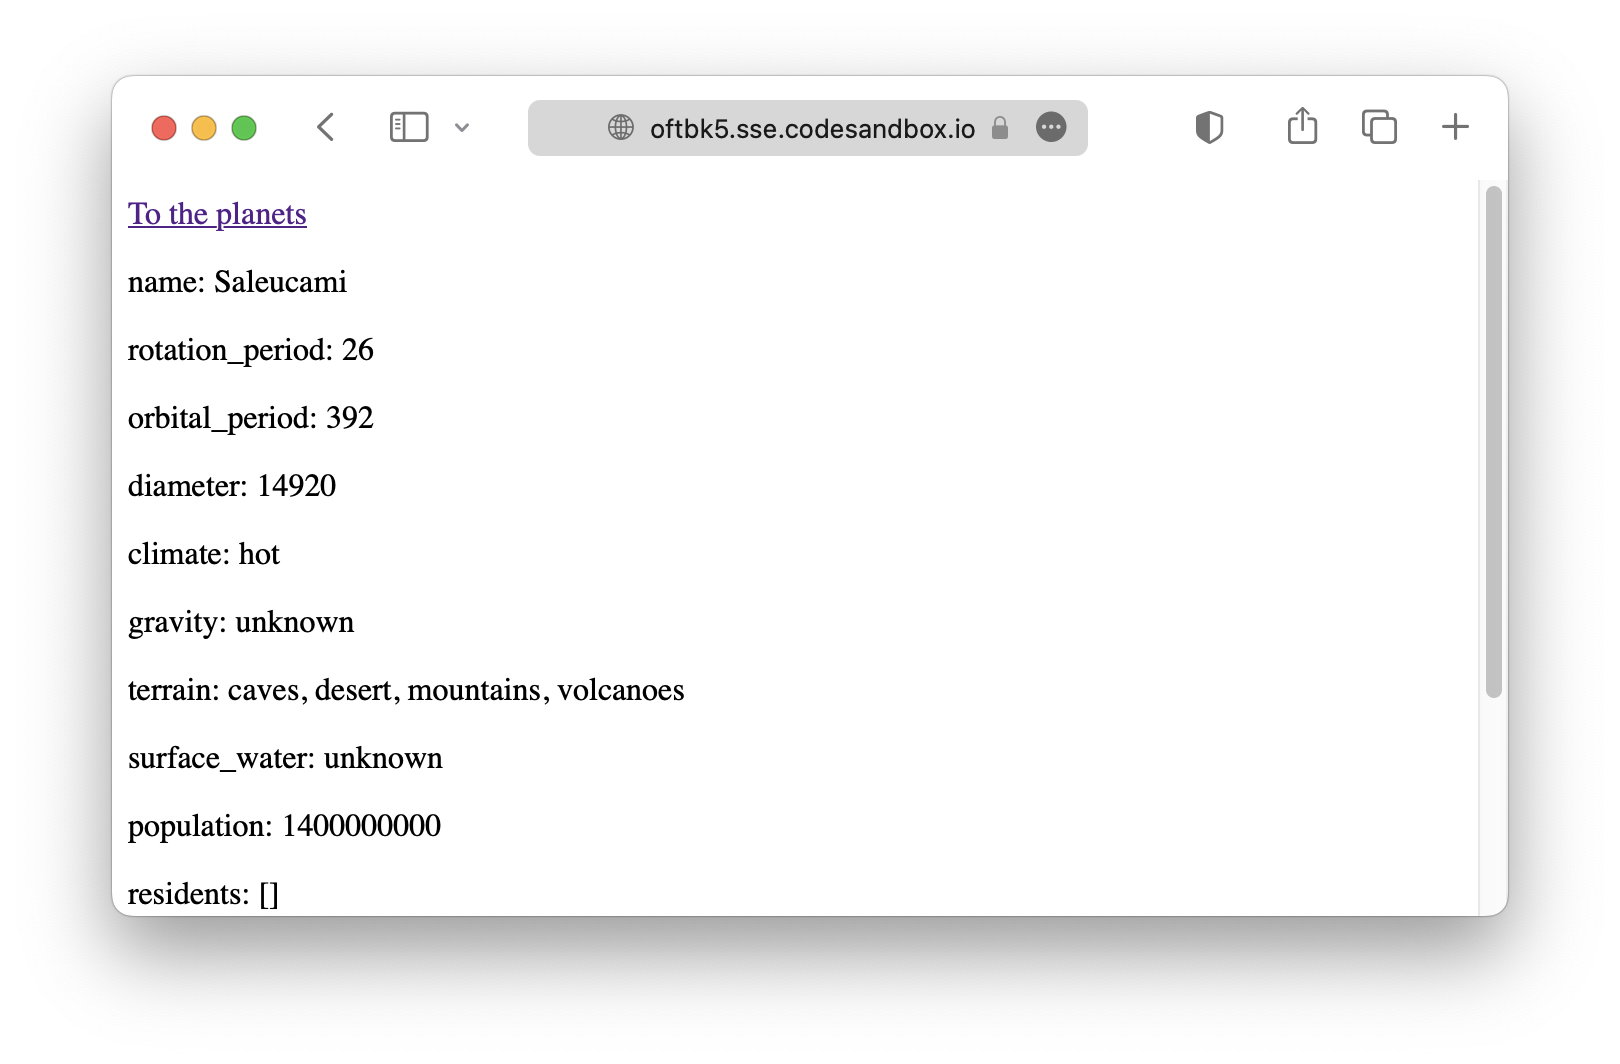 oftbk5.sse.codesandbox.io
To the planets
name: Saleucami
rotation_period: 26
orbital_period: 392
diameter: 14920
climate: hot
gravity: unknown
terrain: caves, desert, mountains, volcanoes
surface_water: unknown
population: 1400000000
residents: []